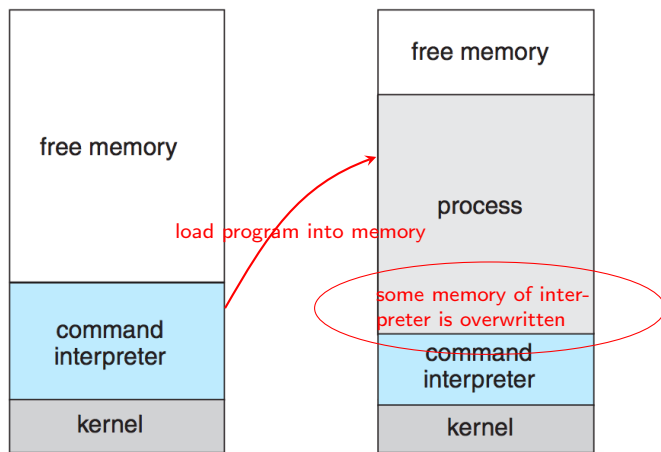 free memory
command
interpreter
kernel
load program into memory
free memory
process
some memory of inter-
preter is overwritten
command
interpreter
kernel